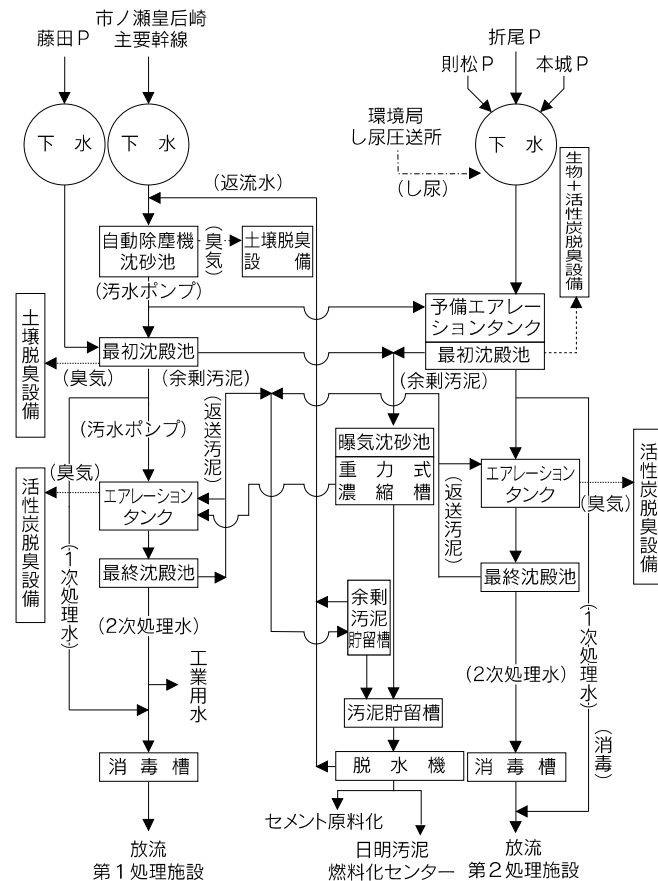 市ノ瀬皇后崎
主要幹線
藤田P
折尾P
則松P
本城P
下 水
下 水
環境局
し尿圧送所
(し尿)
下 水
生物+活性炭脱臭設備
(返流水)
自動除塵機
沈砂池
(臭気)
土壌脱臭
設 備
(汚水ポンプ)
予備エアレー
ションタンク
最初沈殿池
土壌脱臭設備
最初沈殿池
(臭気)
(余剰汚泥)
(余剰汚泥)
(汚水ポンプ)
(返送汚泥)
曝気沈砂池
重 力 式
濃 縮 槽
(臭気)
活性炭脱臭設備
エアレーション
タンク
エアレーション
タンク
(臭気)
活性炭脱臭設備
(返送汚泥)
(1次処理水)
最終沈殿池
最終沈殿池
余剰
汚泥
貯留槽
(2次処理水)
(1次処理水)
工業用水
(2次処理水)
汚泥貯留槽
(消毒)
消 毒 槽
脱 水 機
消 毒 槽
セメント原料化
放流
第1処理施設
日明汚泥
燃料化センター
放流
第2処理施設